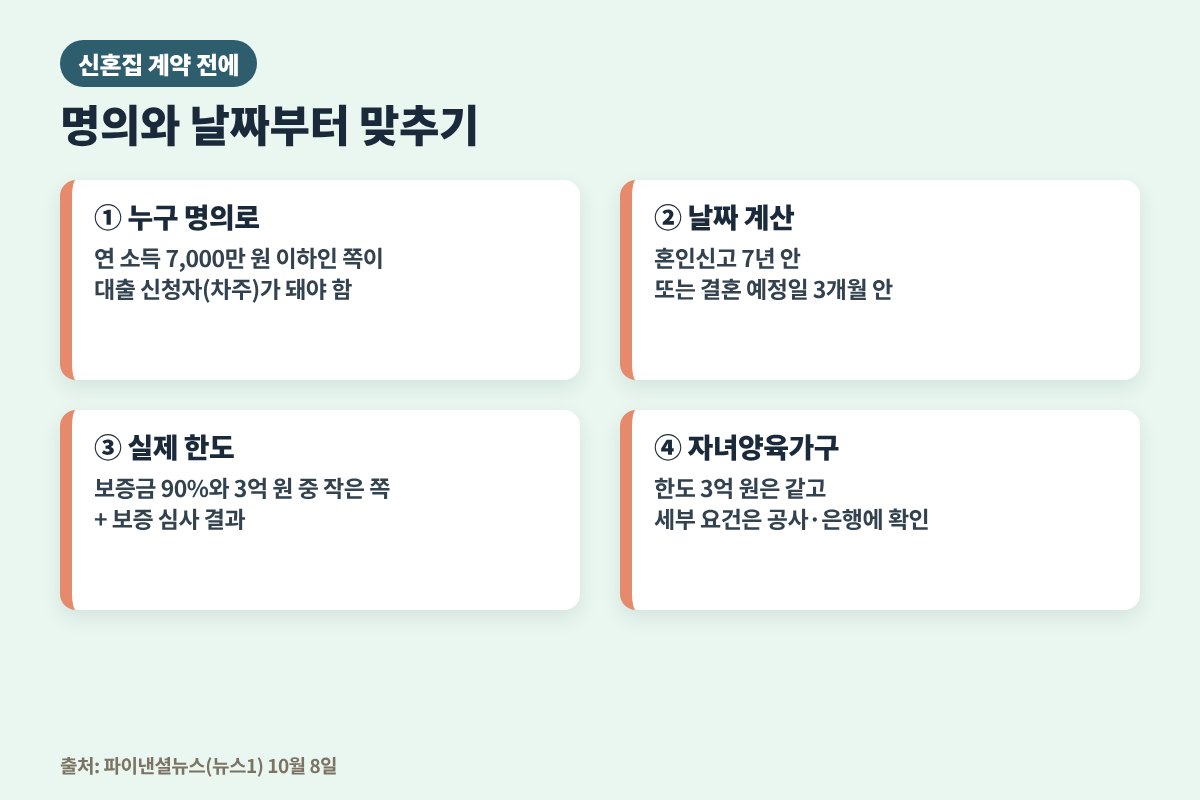 신혼집 계약 전에
명의와 날짜부터 맞추기
① 누구 명의로
연 소득 7,000만 원 이하인 쪽이
대출 신청자(차주)가 돼야 함
② 날짜 계산
혼인신고 7년 안
또는 결혼 예정일 3개월 안
③ 실제 한도
보증금 90%와 3억 원 중 작은 쪽
+ 보증 심사 결과
④ 자녀양육가구
한도 3억 원은 같고
세부 요건은 공사·은행에 확인
출처: 파이낸셜뉴스(뉴스1) 10월 8일